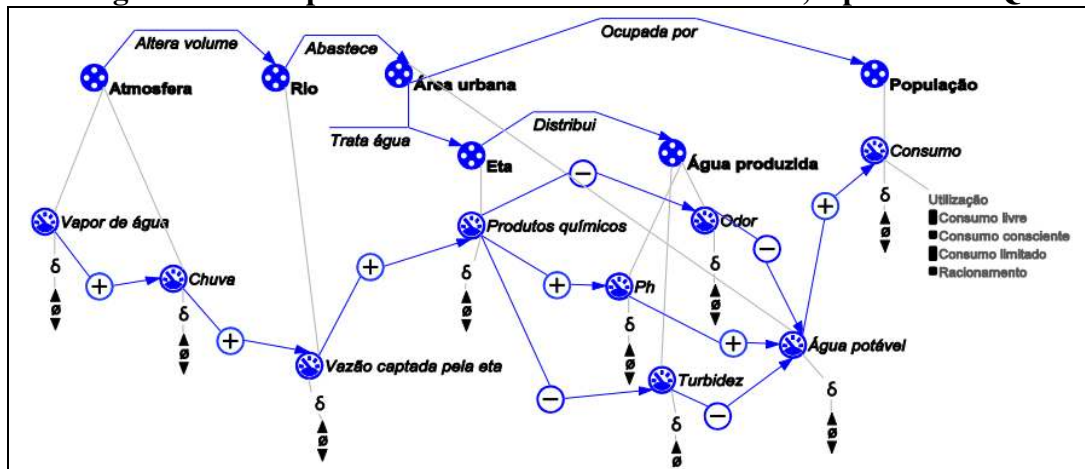 Altera volume
Abastece
Ocupada por
Atmosfera
Rio
Área urbana
População
Trata água
Distribui
Eta
Água produzida
Consumo
Vapor de água
Produtos químicos
Odor
Utilização
Consumo livre
Consumo consciente
Consumo limitado
Racionamento
δ
ø
+
Chuva
δ
ø
+
Vazão captada pela eta
δ
ø
+
δ
ø
−
+
−
Ph
δ
ø
δ
ø
−
+
Turbidez
δ
ø
−
Água potável
δ
ø
+
δ
ø